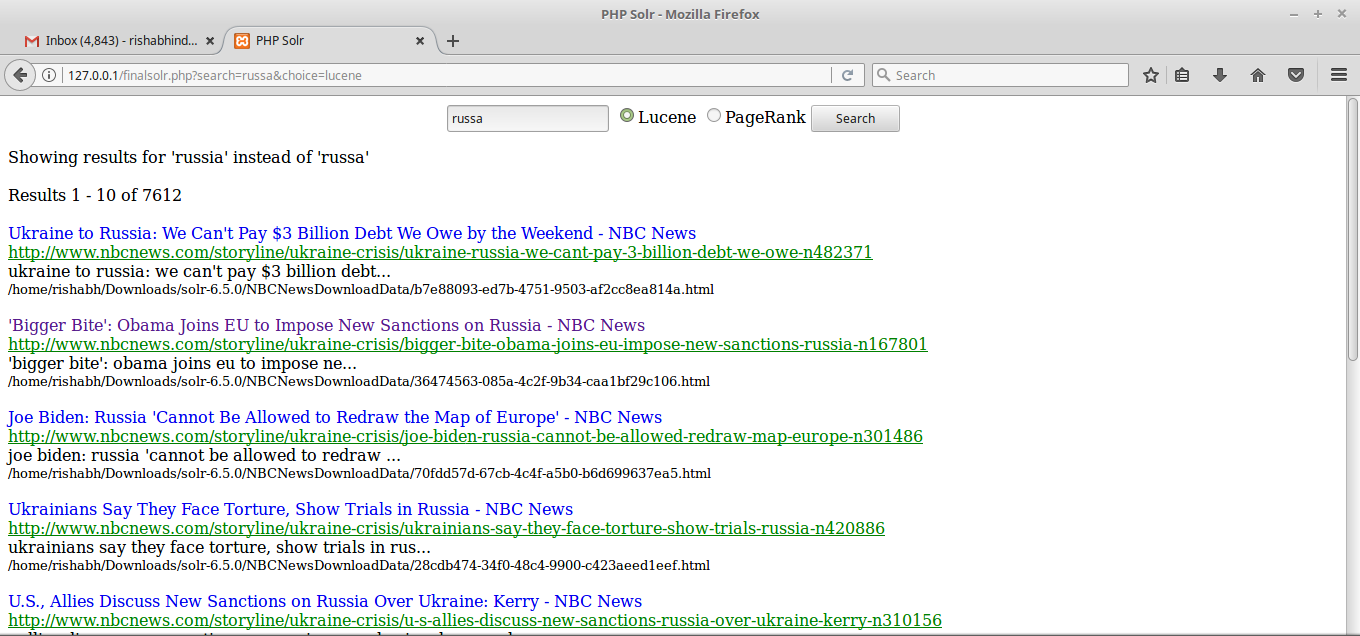 PHP Solr - Mozilla Firefox
Inbox (4,843) - rishabhind...
PHP Solr
127.0.0.1/finalsolr.php?search=russa&choice=lucene
Search
russa
Lucene
PageRank
Search
Showing results for 'russia' instead of 'russa'
Results 1 - 10 of 7612
Ukraine to Russia: We Can't Pay $3 Billion Debt We Owe by the Weekend - NBC News
http://www.nbcnews.com/storyline/ukraine-crisis/ukraine-russia-we-cant-pay-3-billion-debt-we-owe-n482371
ukraine to russia: we can't pay $3 billion debt...
/home/rishabh/Downloads/solr-6.5.0/NBCNewsDownloadData/b7e88093-ed7b-4751-9503-af2cc8ea814a.html
'Bigger Bite': Obama Joins EU to Impose New Sanctions on Russia - NBC News
http://www.nbcnews.com/storyline/ukraine-crisis/bigger-bite-obama-joins-eu-impose-new-sanctions-russia-n167801
'bigger bite': obama joins eu to impose ne...
/home/rishabh/Downloads/solr-6.5.0/NBCNewsDownloadData/36474563-085a-4c2f-9b34-caa1bf29c106.html
Joe Biden: Russia 'Cannot Be Allowed to Redraw the Map of Europe' - NBC News
http://www.nbcnews.com/storyline/ukraine-crisis/joe-biden-russia-cannot-be-allowed-redraw-map-europe-n301486
joe biden: russia 'cannot be allowed to redraw ...
/home/rishabh/Downloads/solr-6.5.0/NBCNewsDownloadData/70fdd57d-67cb-4c4f-a5b0-b6d699637ea5.html
Ukrainians Say They Face Torture, Show Trials in Russia - NBC News
http://www.nbcnews.com/storyline/ukraine-crisis/ukrainians-say-they-face-torture-show-trials-russia-n420886
ukrainians say they face torture, show trials in rus...
/home/rishabh/Downloads/solr-6.5.0/NBCNewsDownloadData/28cdb474-34f0-48c4-9900-c423aeed1eef.html
U.S., Allies Discuss New Sanctions on Russia Over Ukraine: Kerry - NBC News
http://www.nbcnews.com/storyline/ukraine-crisis/u-s-allies-discuss-new-sanctions-russia-over-ukraine-kerry-n310156